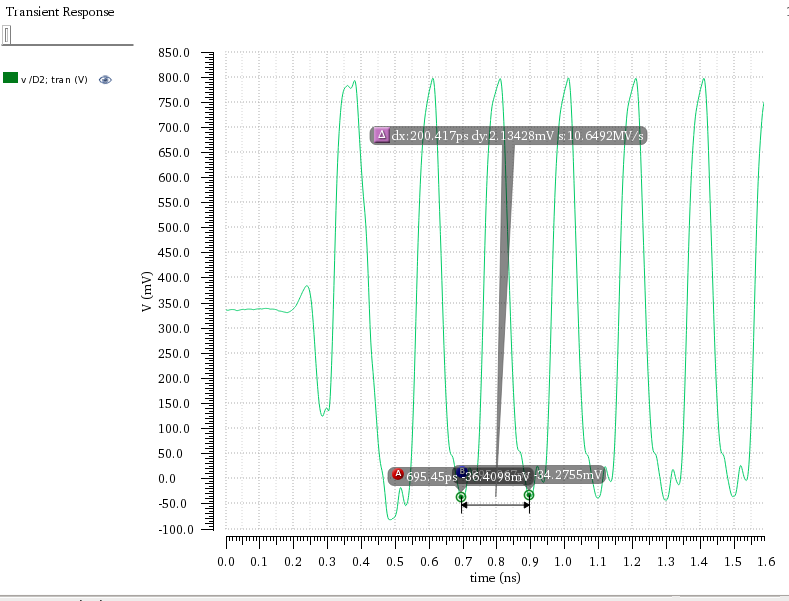 Transient Response
v /D2; tran (V)
V (mV)
850.0
800.0
750.0
700.0
650.0
600.0
550.0
500.0
450.0
400.0
350.0
300.0
250.0
200.0
150.0
100.0
50.0
0.0
-50.0
-100.0
Δ dx:200.417ps dy:2.13428mV s:10.6492MV/s
A 695.45ps -36.4098mV B -34.2755mV
0.0 0.1 0.2 0.3 0.4 0.5 0.6 0.7 0.8 0.9 1.0 1.1 1.2 1.3 1.4 1.5 1.6
time (ns)